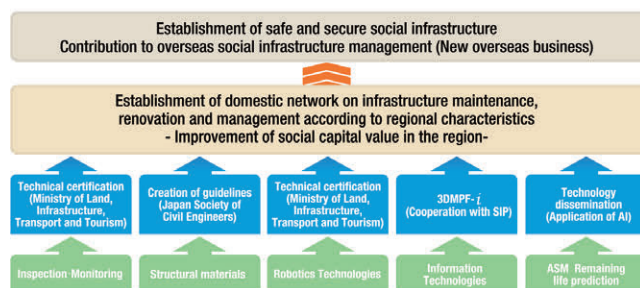 Establishment of safe and secure social infrastructure
Contribution to overseas social infrastructure management (New overseas business)
Establishment of domestic network on infrastructure maintenance,
renovation and management according to regional characteristics
- Improvement of social capital value in the region-
Technical certification
(Ministry of Land,
Infrastructure,
Transport and Tourism)
Creation of guidelines
(Japan Society of
Civil Engineers)
Technical certification
(Ministry of Land,
Infrastructure,
Transport and Tourism)
3DMPF-i
(Cooperation with SIP)
Technology
dissemination
(Application of AI)
Inspection·Monitoring
Structural materials
Robotics Technologies
Information
Technologies
ASM·Remaining
life prediction